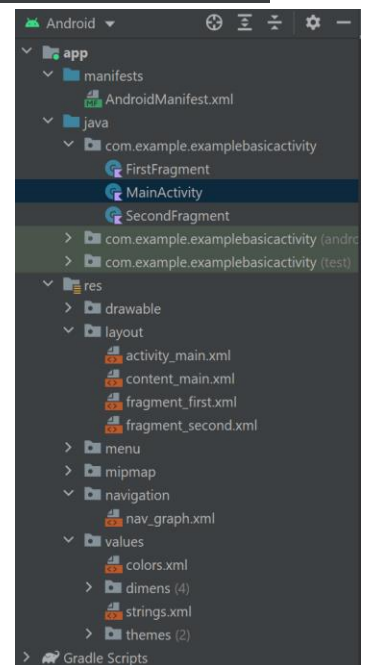 Android
app
manifests
AndroidManifest.xml
java
com.example.examplebasicactivity
FirstFragment
MainActivity
SecondFragment
com.example.examplebasicactivity (andro
com.example.examplebasicactivity (test)
res
drawable
layout
activity_main.xml
content_main.xml
fragment_first.xml
fragment_second.xml
menu
mipmap
navigation
nav_graph.xml
values
colors.xml
dimens (4)
strings.xml
themes (2)
Gradle Scripts